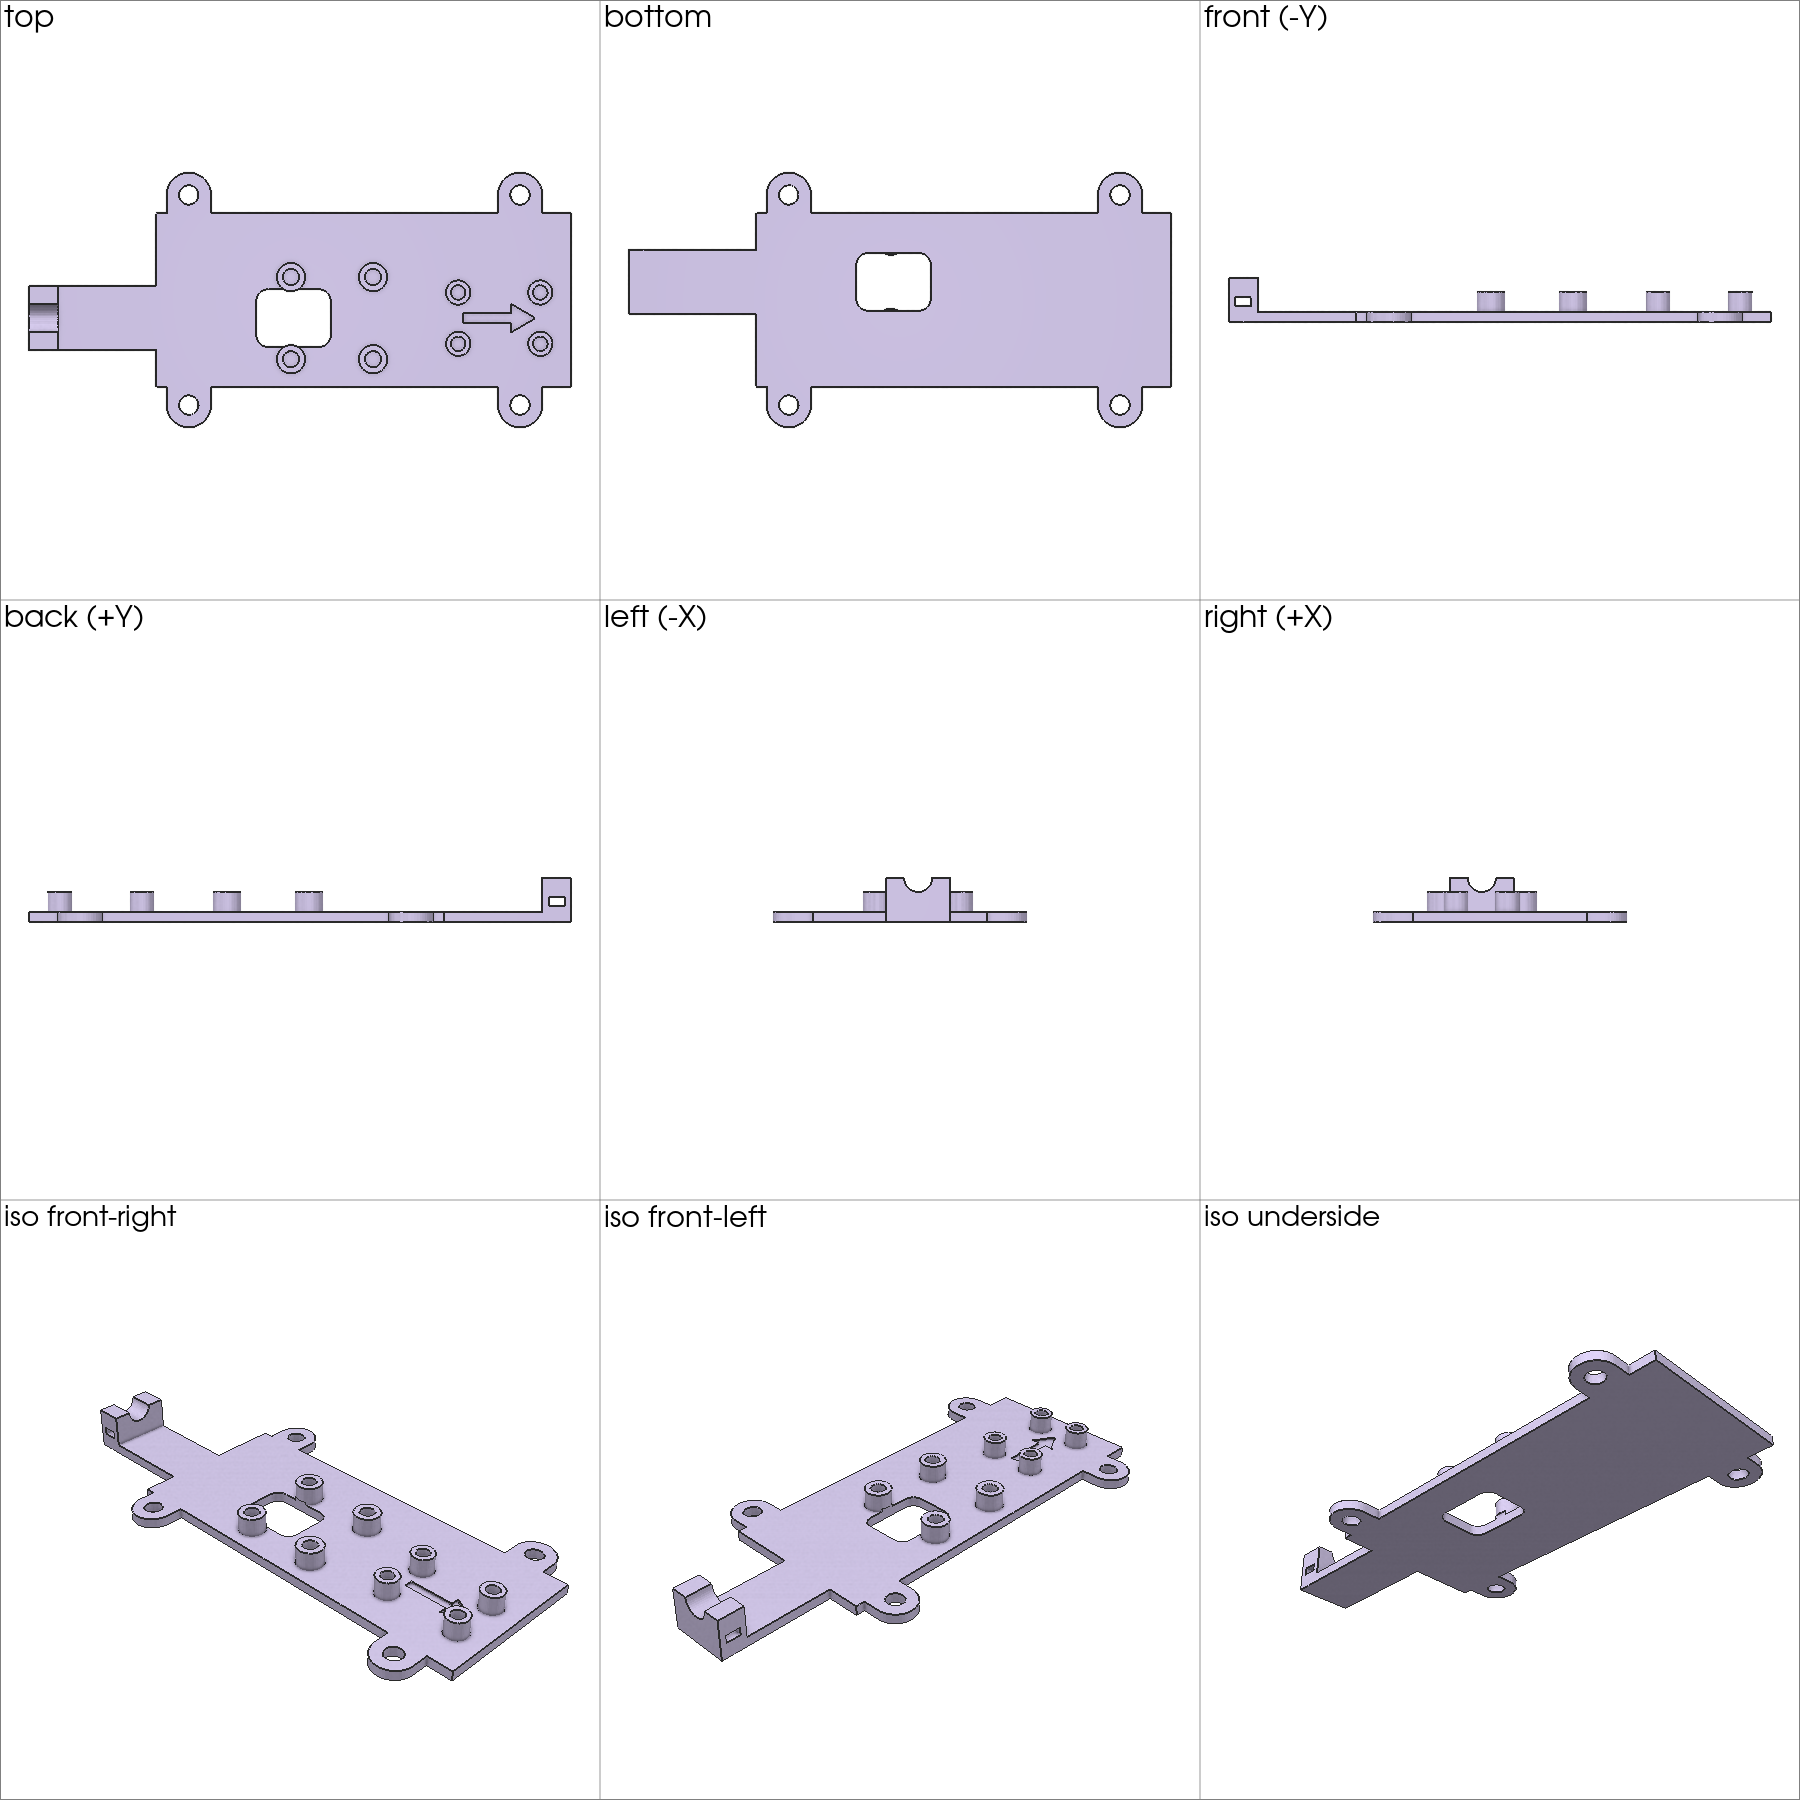 top
bottom
front (-Y)
back (+Y)
left (-X)
right (+X)
iso front-right
iso front-left
iso underside